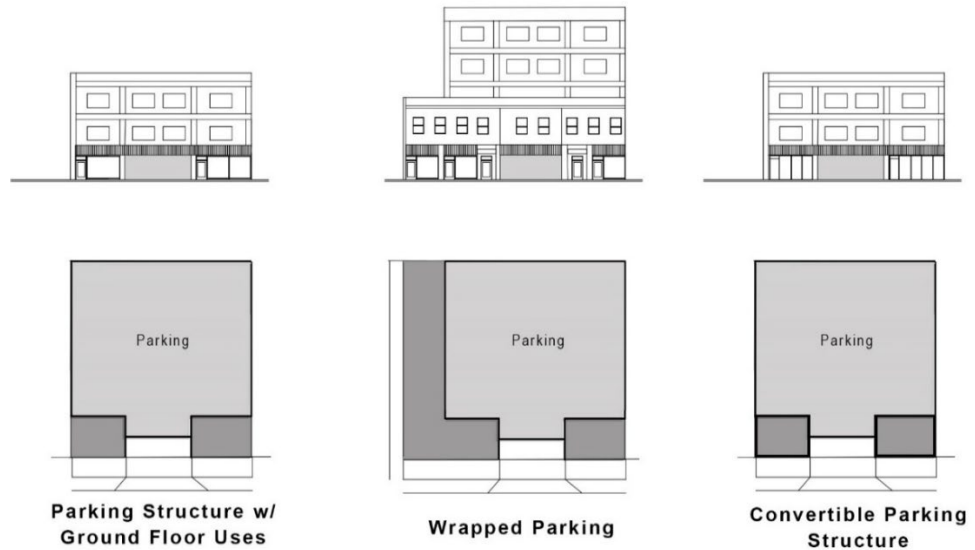 Parking
Parking
Parking
Parking Structure w/
Ground Floor Uses
Wrapped Parking
Convertible Parking
Structure